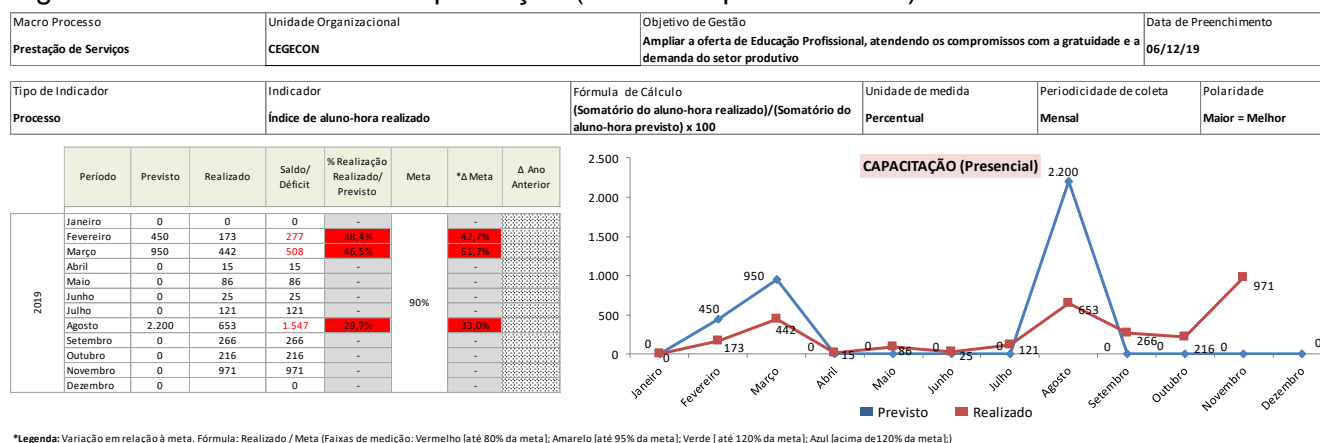 Macro Processo
Prestação de Serviços
Unidade Organizacional
CEGECON
Objetivo de Gestão
Ampliar a oferta de Educação Profissional, atendendo os compromissos com a gratuidade e a
demanda do setor produtivo
Data de Preenchimento
06/12/19
Tipo de Indicador
Processo
Indicador
Índice de aluno-hora realizado
Fórmula de Cálculo
(Somatório do aluno-hora realizado)/(Somatório do
aluno-hora previsto) x 100
Unidade de medida
Percentual
Periodicidade de coleta
Mensal
Polaridade
Maior = Melhor
Período Previsto Realizado Saldo/ Déficit % Realização Realizado/ Previsto Meta *Δ Meta Δ Ano Anterior
2019
Janeiro 0 0 0 - -
Fevereiro 450 173 277 38,4% 42,7%
Março 950 442 508 46,5% 51,7%
Abril 0 15 15 - -
Maio 0 86 86 - -
Junho 0 25 25 - -
90%
Julho 0 121 121 - -
Agosto 2.200 653 1.547 29,7% 33,0%
Setembro 0 266 266 - -
Outubro 0 216 216 - -
Novembro 0 971 971 - -
Dezembro 0 0 - -
CAPACITAÇÃO (Presencial)
2.500
2.000
1.500
1.000
500
0
0 450 950 0 0 0 0 2.200 0 0 0 0
0 173 442 15 86 25 121 653 266 216 971
Janeiro Fevereiro Março Abril Maio Junho Julho Agosto Setembro Outubro Novembro Dezembro
Previsto Realizado
*Legenda: Variação em relação à meta. Fórmula: Realizado / Meta (Faixas de medição: Vermelho [até 80% da meta]; Amarelo [até 95% da meta]; Verde [ até 120% da meta]; Azul [acima de120% da meta];)